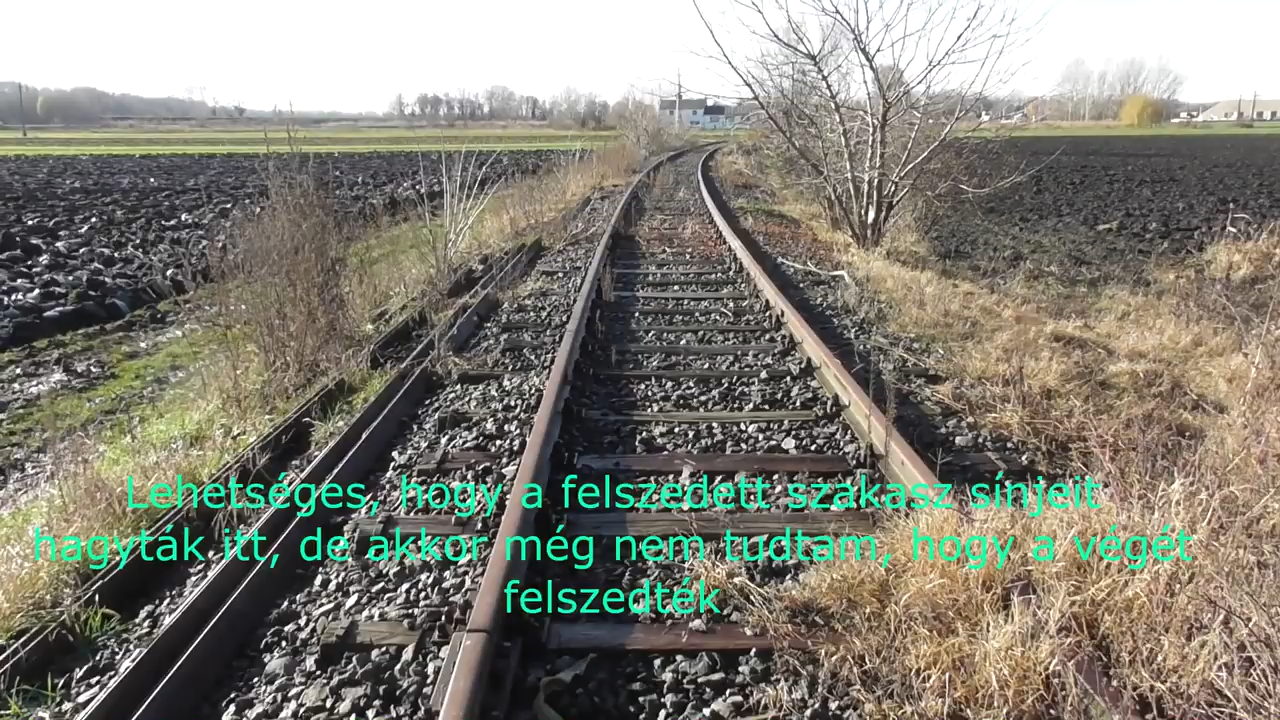 Lehetséges, hogy a felszedett szakasz sínjeit
hagyták itt, de akkor még nem tudtam, hogy a végét
felszedték